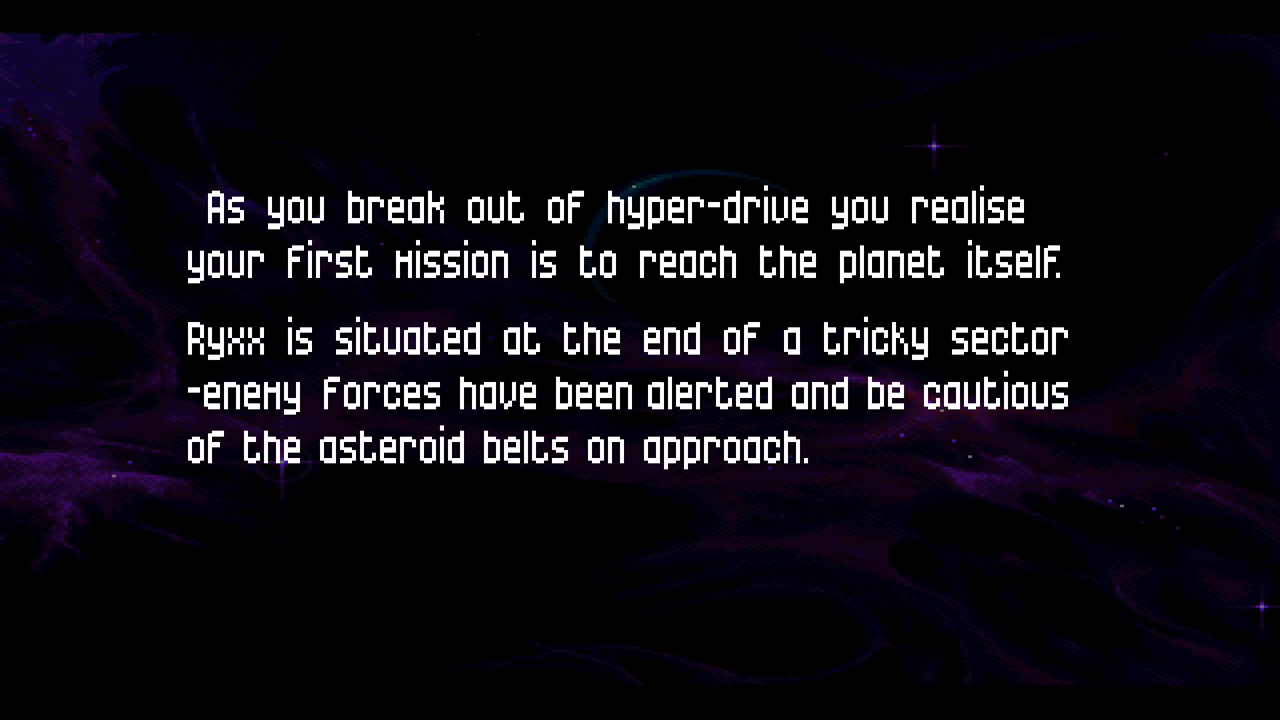 As you break out of hyper-drive you realise
your first mission is to reach the planet itself.
Ryxx is situated at the end of a tricky sector
-enemy forces have been alerted and be cautious
of the asteroid belts on approach.